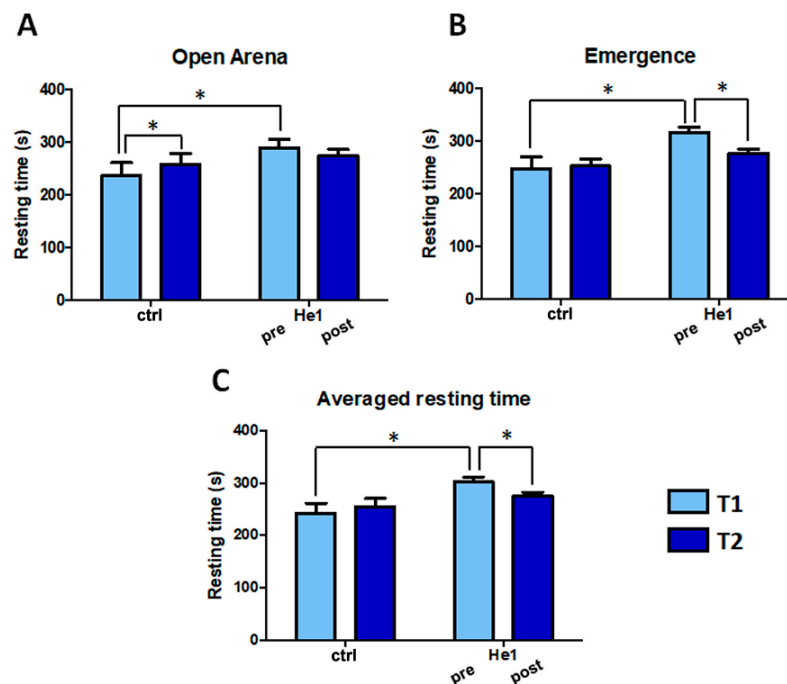 A
Open Arena
Resting time (s)
400
300
200
100
0
*
*
ctrl
He1
pre
post
B
Emergence
Resting time (s)
400
300
200
100
0
*
*
ctrl
He1
pre
post
C
Averaged resting time
Resting time (s)
400
300
200
100
0
*
*
ctrl
He1
pre
post
T1
T2